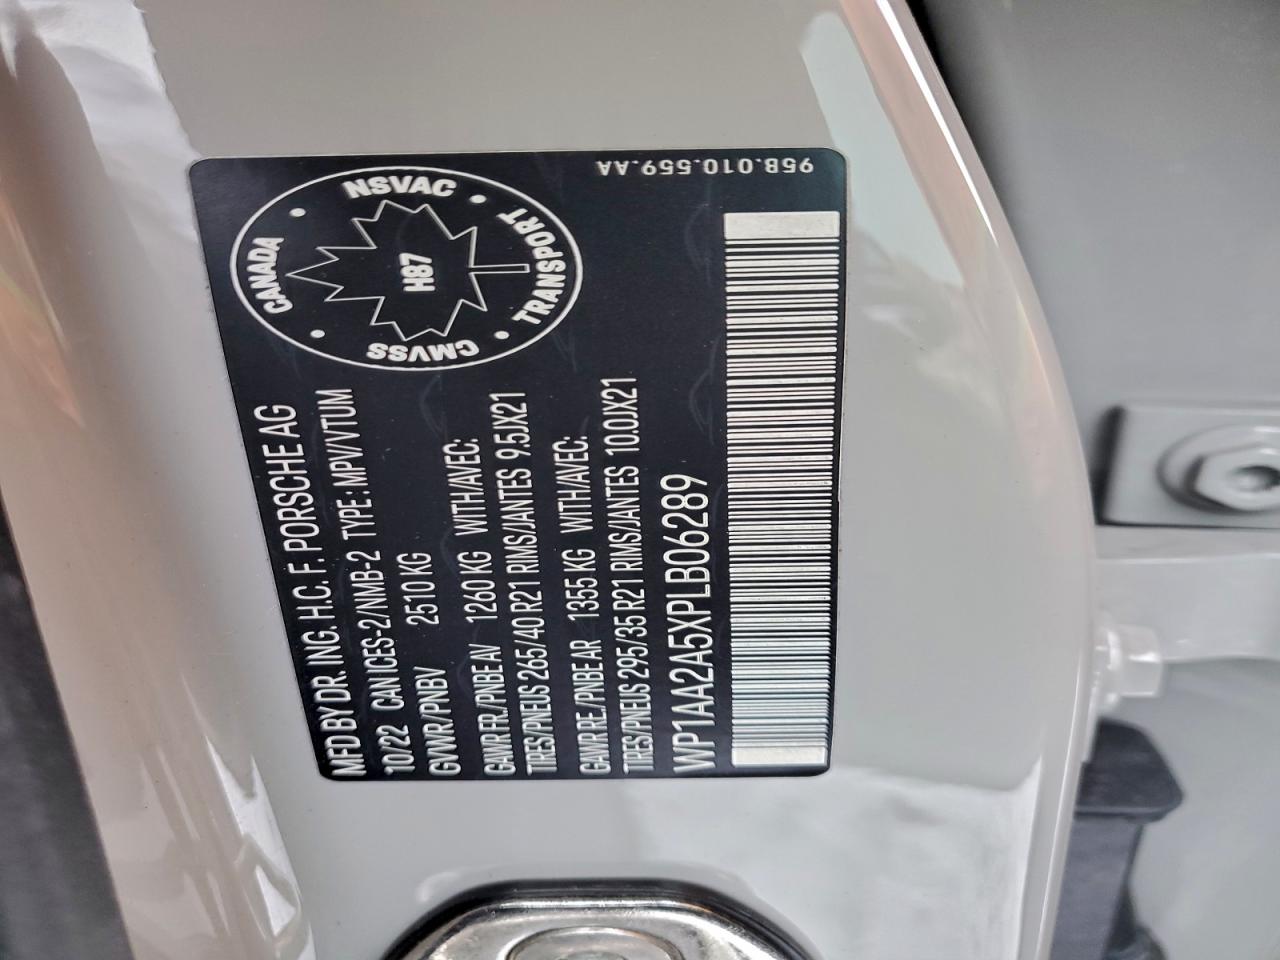 MFD BY DR. ING. H.C. F. PORSCHE AG
10/22 CAN ICES-2/NMB-2 TYPE: MPV/VTUM
GVWR/PNBV 2510 KG
GAWR FR./PNBE AV 1260 KG WITH/AVEC:
TIRES/PNEUS 265/40 R21 RIMS/JANTES 9.5JX21
GAWR RE./PNBE AR 1355 KG WITH/AVEC:
TIRES/PNEUS 295/35 R21 RIMS/JANTES 10.0JX21
WP1AA2A5XPLB06289
CANADA
NSVAC
TRANSPORT
CMVSS
H87
95B.010.559.AA